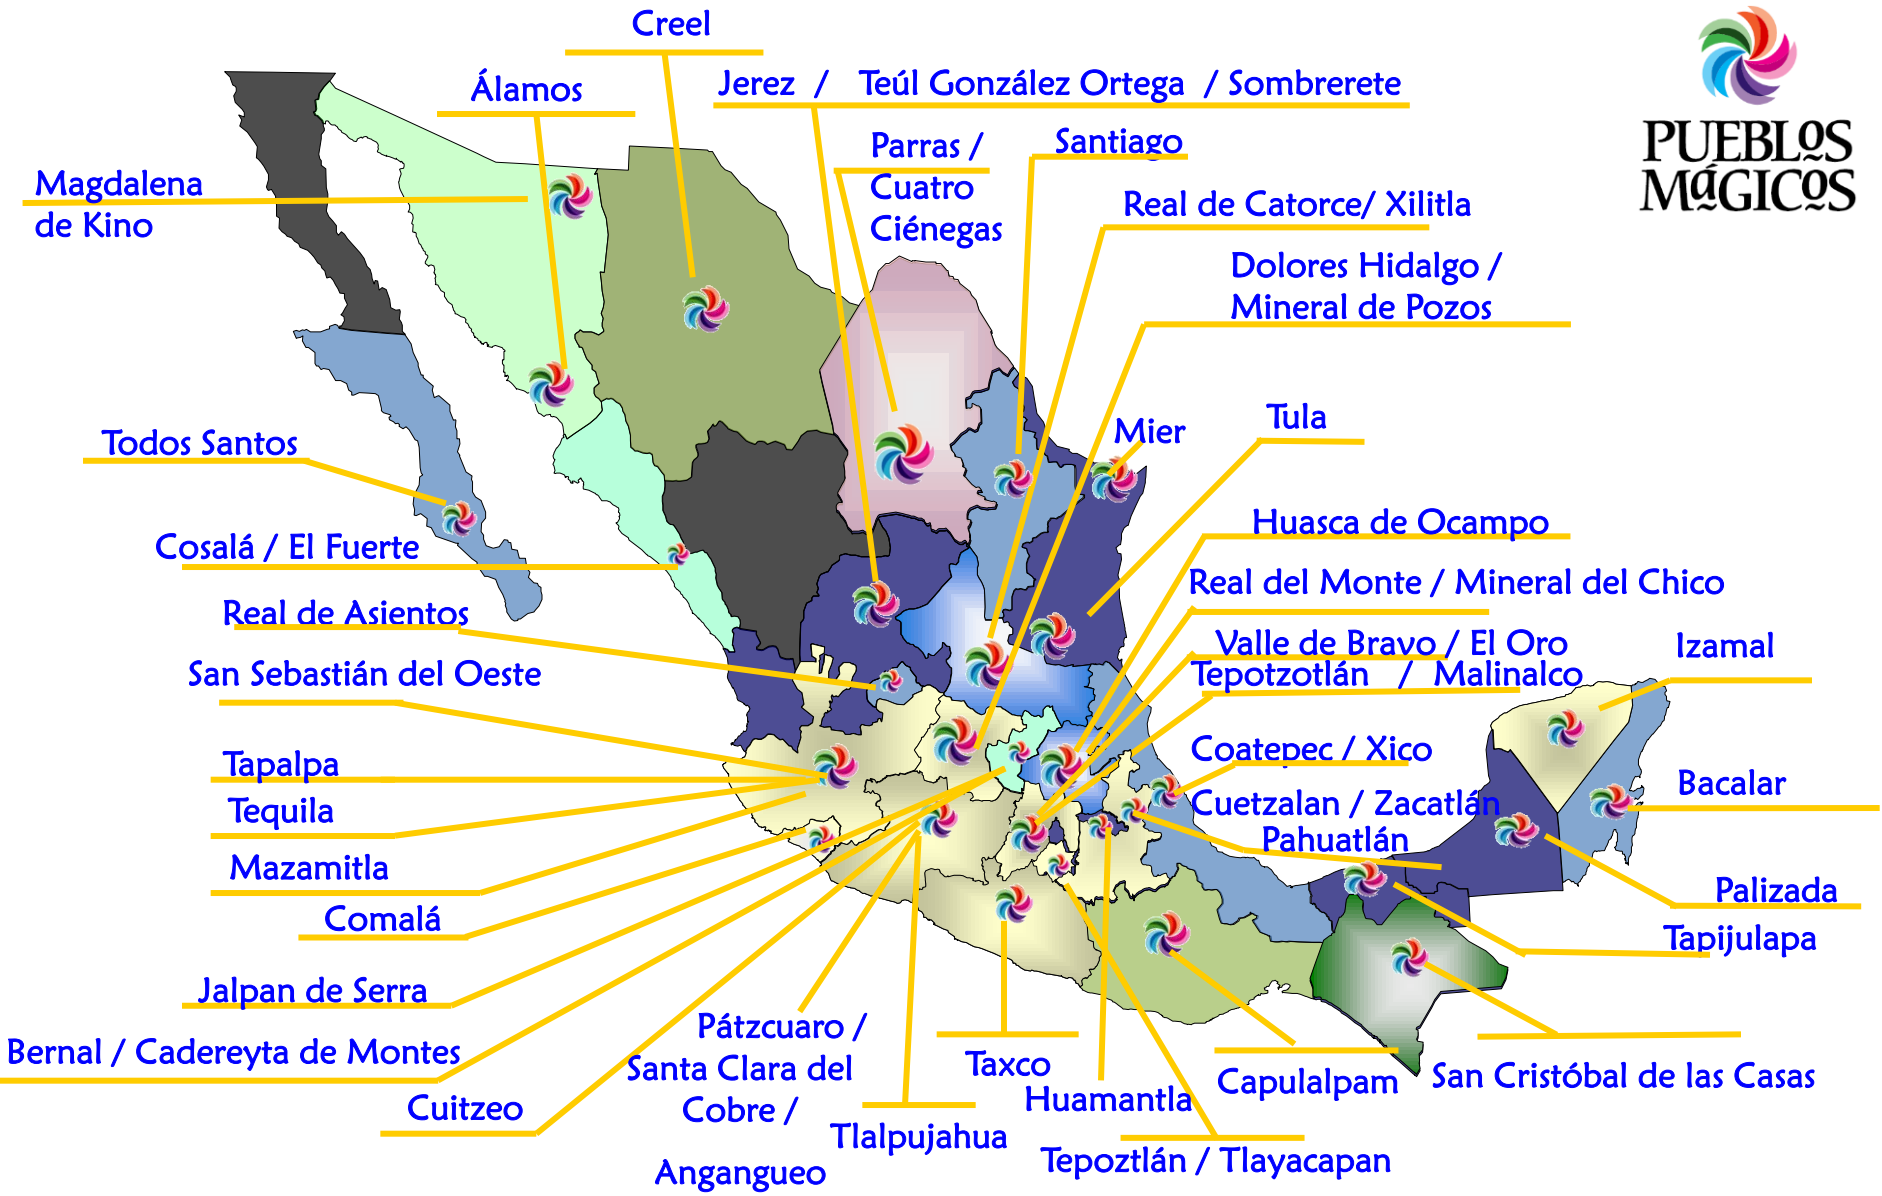 Creel
Álamos
Jerez / Teúl González Ortega / Sombrerete
PUEBLOS
MáGICOS
Parras /
Cuatro
Ciénegas
Santiago
Magdalena
de Kino
Real de Catorce/ Xilitla
Dolores Hidalgo /
Mineral de Pozos
Todos Santos
Mier
Tula
Cosalá / El Fuerte
Huasca de Ocampo
Real de Asientos
Real del Monte / Mineral del Chico
San Sebastián del Oeste
Valle de Bravo / El Oro
Tepotzotlán / Malinalco
Izamal
Tapalpa
Coatepec / Xico
Bacalar
Tequila
Cuetzalan / Zacatlán
Pahuatlán
Mazamitla
Palizada
Comalá
Tapijulapa
Jalpan de Serra
Bernal / Cadereyta de Montes
Pátzcuaro /
Santa Clara del
Cobre /
Taxco
Capulalpam
San Cristóbal de las Casas
Cuitzeo
Huamantla
Tlalpujahua
Angangueo
Tepoztlán / Tlayacapan